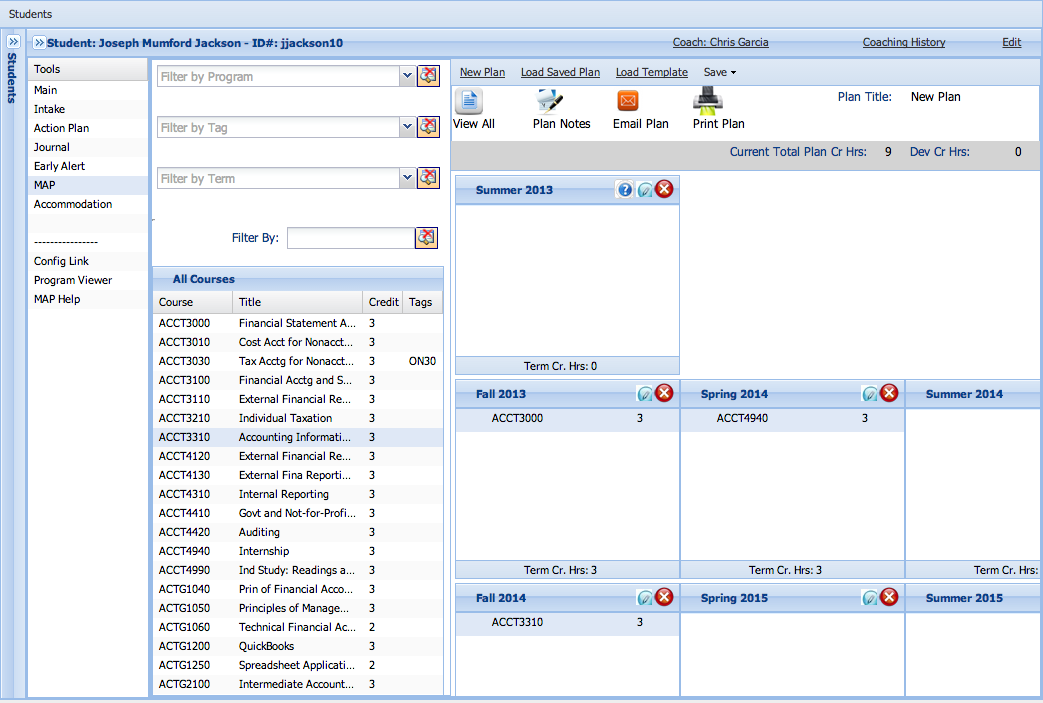 Students
Students
Student: Joseph Mumford Jackson - ID#: jjackson10
Coach: Chris Garcia
Coaching History
Edit
Tools
Main
Intake
Action Plan
Journal
Early Alert
MAP
Accommodation
----------------
Config Link
Program Viewer
MAP Help
Filter by Program
Filter by Tag
Filter by Term
Filter By:
All Courses
Course Title Credit Tags
ACCT3000 Financial Statement A... 3
ACCT3010 Cost Acct for Nonacct... 3
ACCT3030 Tax Acctg for Nonacct... 3 ON30
ACCT3100 Financial Acctg and S... 3
ACCT3110 External Financial Re... 3
ACCT3210 Individual Taxation 3
ACCT3310 Accounting Informati... 3
ACCT4120 External Financial Re... 3
ACCT4130 External Fina Reporti... 3
ACCT4310 Internal Reporting 3
ACCT4410 Govt and Not-for-Profi... 3
ACCT4420 Auditing 3
ACCT4940 Internship 3
ACCT4990 Ind Study: Readings a... 3
ACTG1040 Prin of Financial Acco... 3
ACTG1050 Principles of Manage... 3
ACTG1060 Technical Financial Ac... 2
ACTG1200 QuickBooks 3
ACTG1250 Spreadsheet Applicati... 2
ACTG2100 Intermediate Account... 3
New Plan Load Saved Plan Load Template Save
View All Plan Notes Email Plan Print Plan
Plan Title: New Plan
Current Total Plan Cr Hrs: 9 Dev Cr Hrs: 0
Summer 2013
Term Cr. Hrs: 0
Fall 2013 Spring 2014 Summer 2014
ACCT3000 3 ACCT4940 3
Term Cr. Hrs: 3 Term Cr. Hrs: 3 Term Cr. Hrs:
Fall 2014 Spring 2015 Summer 2015
ACCT3310 3